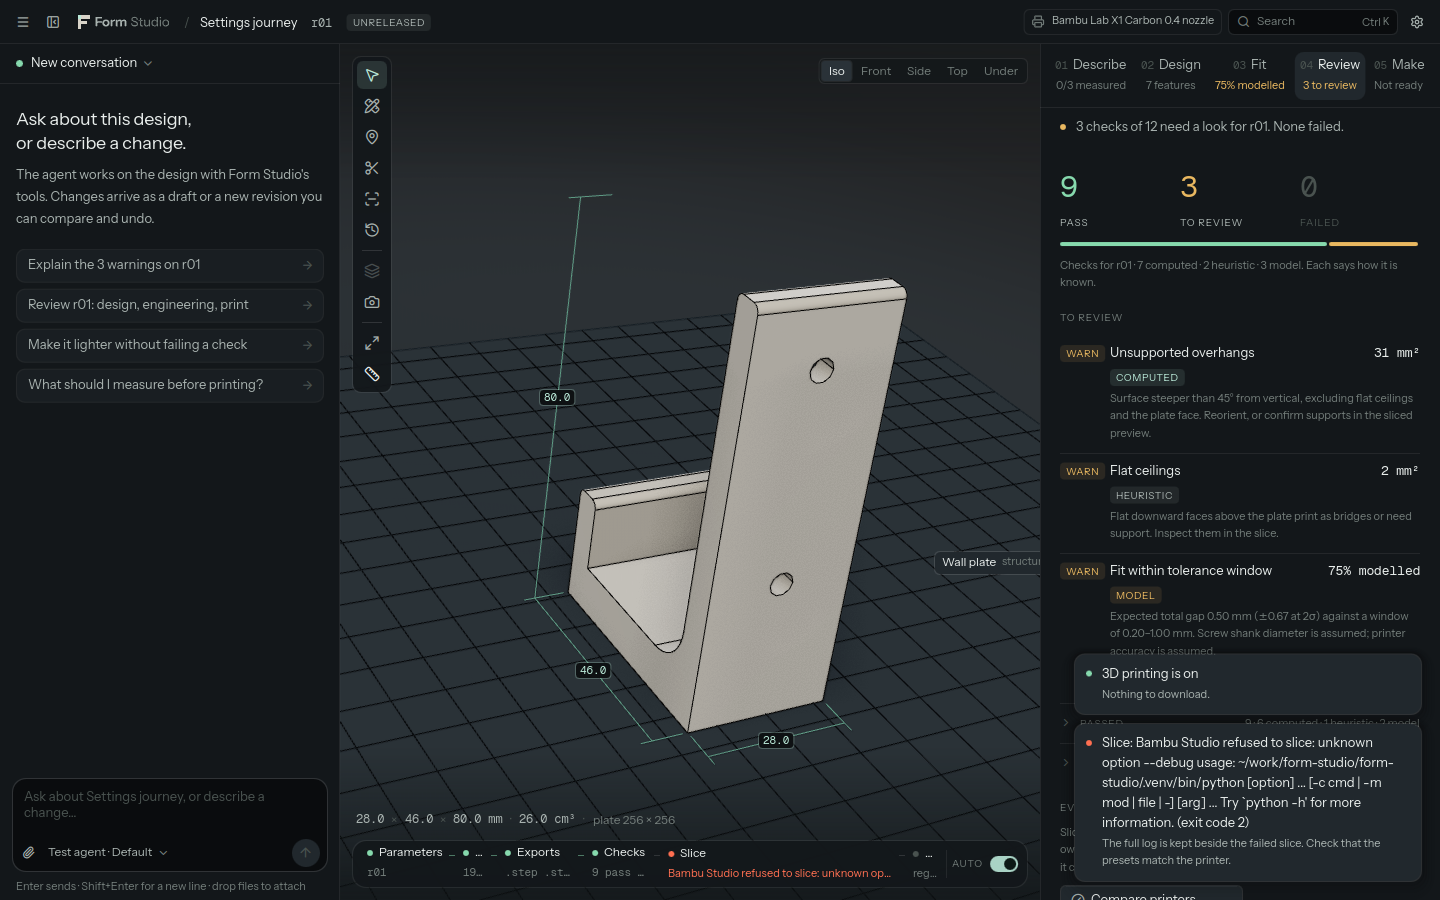 Form Studio / Settings journey r01 UNRELEASED
Bambu Lab X1 Carbon 0.4 nozzle
Search Ctrl K
New conversation
Ask about this design,
or describe a change.
The agent works on the design with Form Studio's
tools. Changes arrive as a draft or a new revision you
can compare and undo.
Explain the 3 warnings on r01
Review r01: design, engineering, print
Make it lighter without failing a check
What should I measure before printing?
Ask about Settings journey, or describe a
change…
Test agent · Default
Enter sends · Shift+Enter for a new line · drop files to attach
Iso Front Side Top Under
80.0
46.0
28.0
Wall plate
28.0 × 46.0 × 80.0 mm · 26.0 cm³ · plate 256 × 256
Parameters … … … Exports … Checks … Slice … …
r01 19… .step .st… 9 pass … Bambu Studio refused to slice: unknown op… reg…
AUTO
01 Describe 02 Design 03 Fit 04 Review 05 Make
0/3 measured 7 features 75% modelled 3 to review Not ready
3 checks of 12 need a look for r01. None failed.
9 3 0
PASS TO REVIEW FAILED
Checks for r01 · 7 computed · 2 heuristic · 3 model. Each says how it is
known.
TO REVIEW
WARN Unsupported overhangs 31 mm²
COMPUTED
Surface steeper than 45° from vertical, excluding flat ceilings
and the plate face. Reorient, or confirm supports in the sliced
preview.
WARN Flat ceilings 2 mm²
HEURISTIC
Flat downward faces above the plate print as bridges or need
support. Inspect them in the slice.
WARN Fit within tolerance window 75% modelled
MODEL
Expected total gap 0.50 mm (±0.67 at 2σ) against a window
of 0.20–1.00 mm. Screw shank diameter is assumed; printer
accuracy is assumed.
3D printing is on
Nothing to download.
PASSED 9 · 6 computed · 1 heuristic · 2 model
Slice: Bambu Studio refused to slice: unknown
option --debug usage: ~/work/form-studio/form-
studio/.venv/bin/python [option] ... [-c cmd | -m
mod | file | -] [arg] ... Try `python -h' for more
information. (exit code 2)
The full log is kept beside the failed slice. Check that the
presets match the printer.
Compare printers